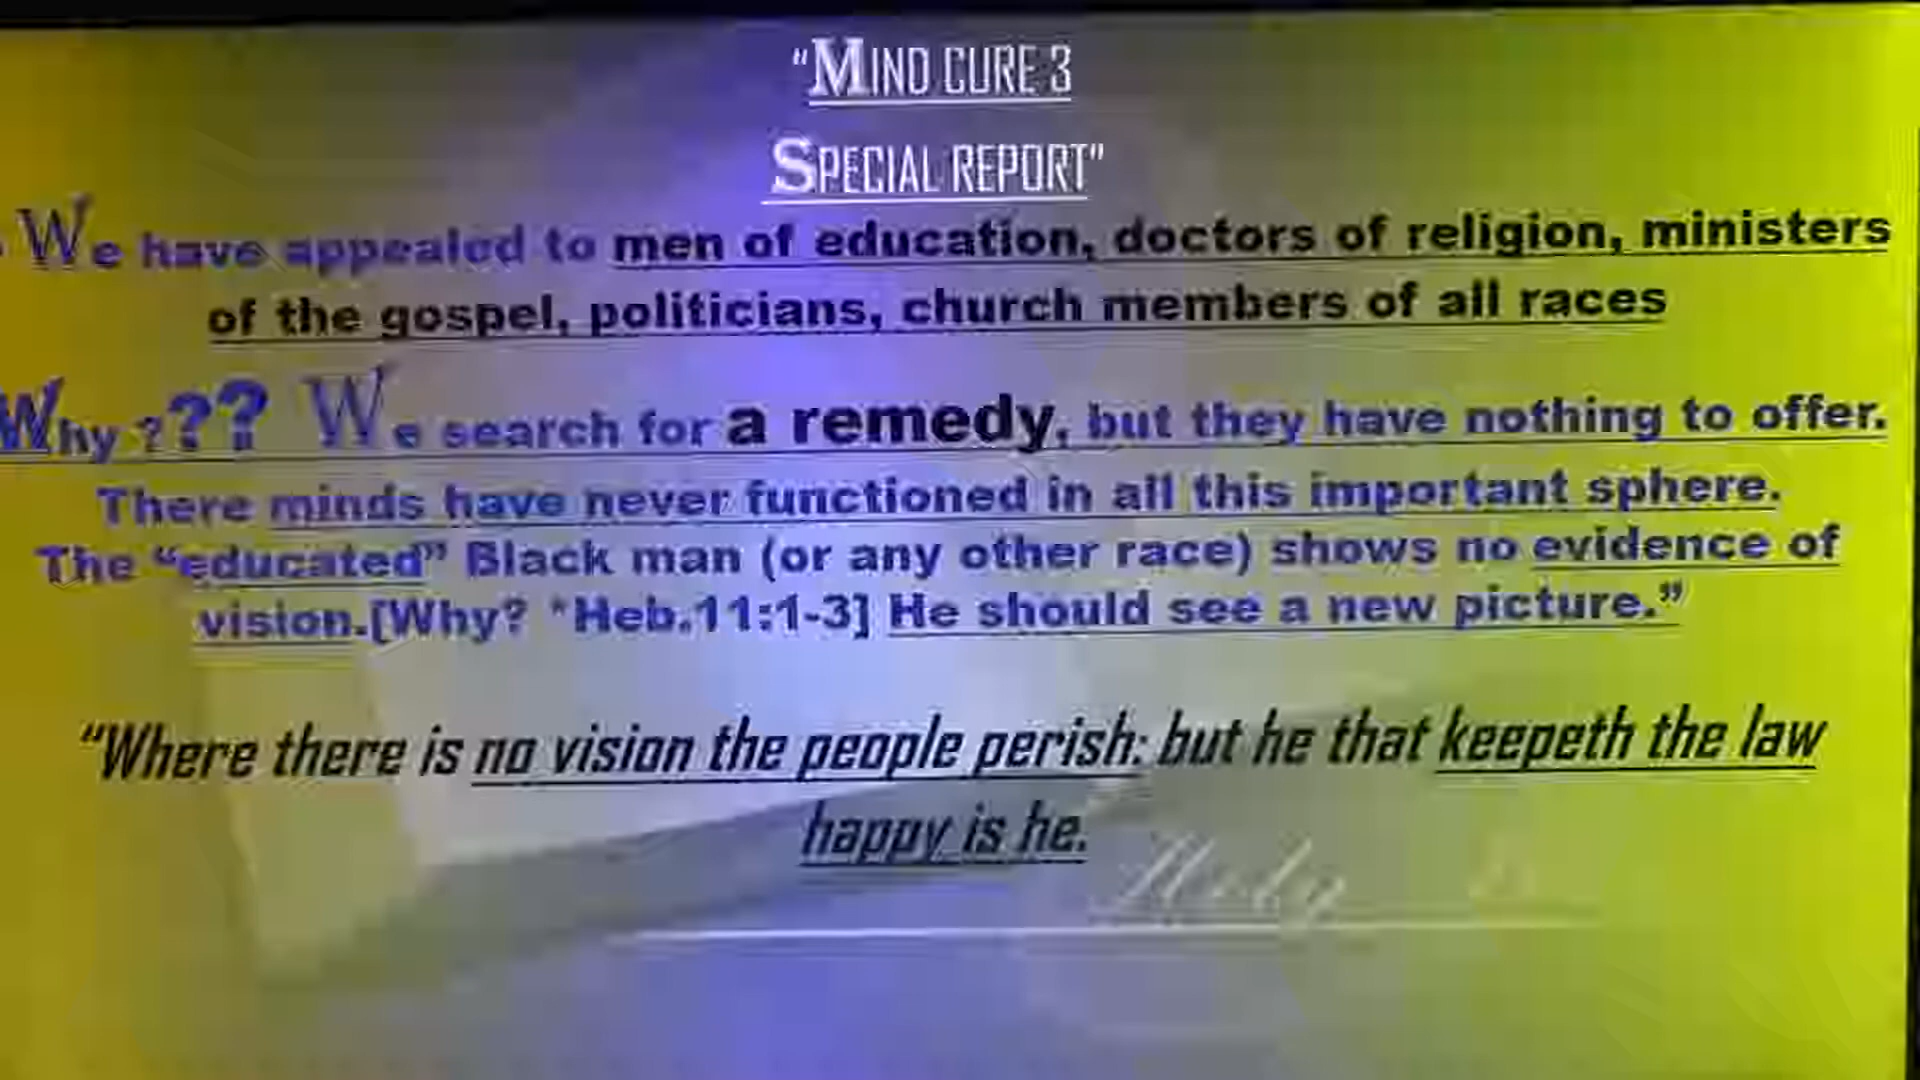 “MIND CURE 3
SPECIAL REPORT”
We have appealed to men of education, doctors of religion, ministers
of the gospel, politicians, church members of all races
Why ??? We search for a remedy, but they have nothing to offer.
There minds have never functioned in all this important sphere.
The “educated” Black man (or any other race) shows no evidence of
vision.[Why? *Heb.11:1-3] He should see a new picture.”
“Where there is no vision the people perish: but he that keepeth the law
happy is he.
Holy